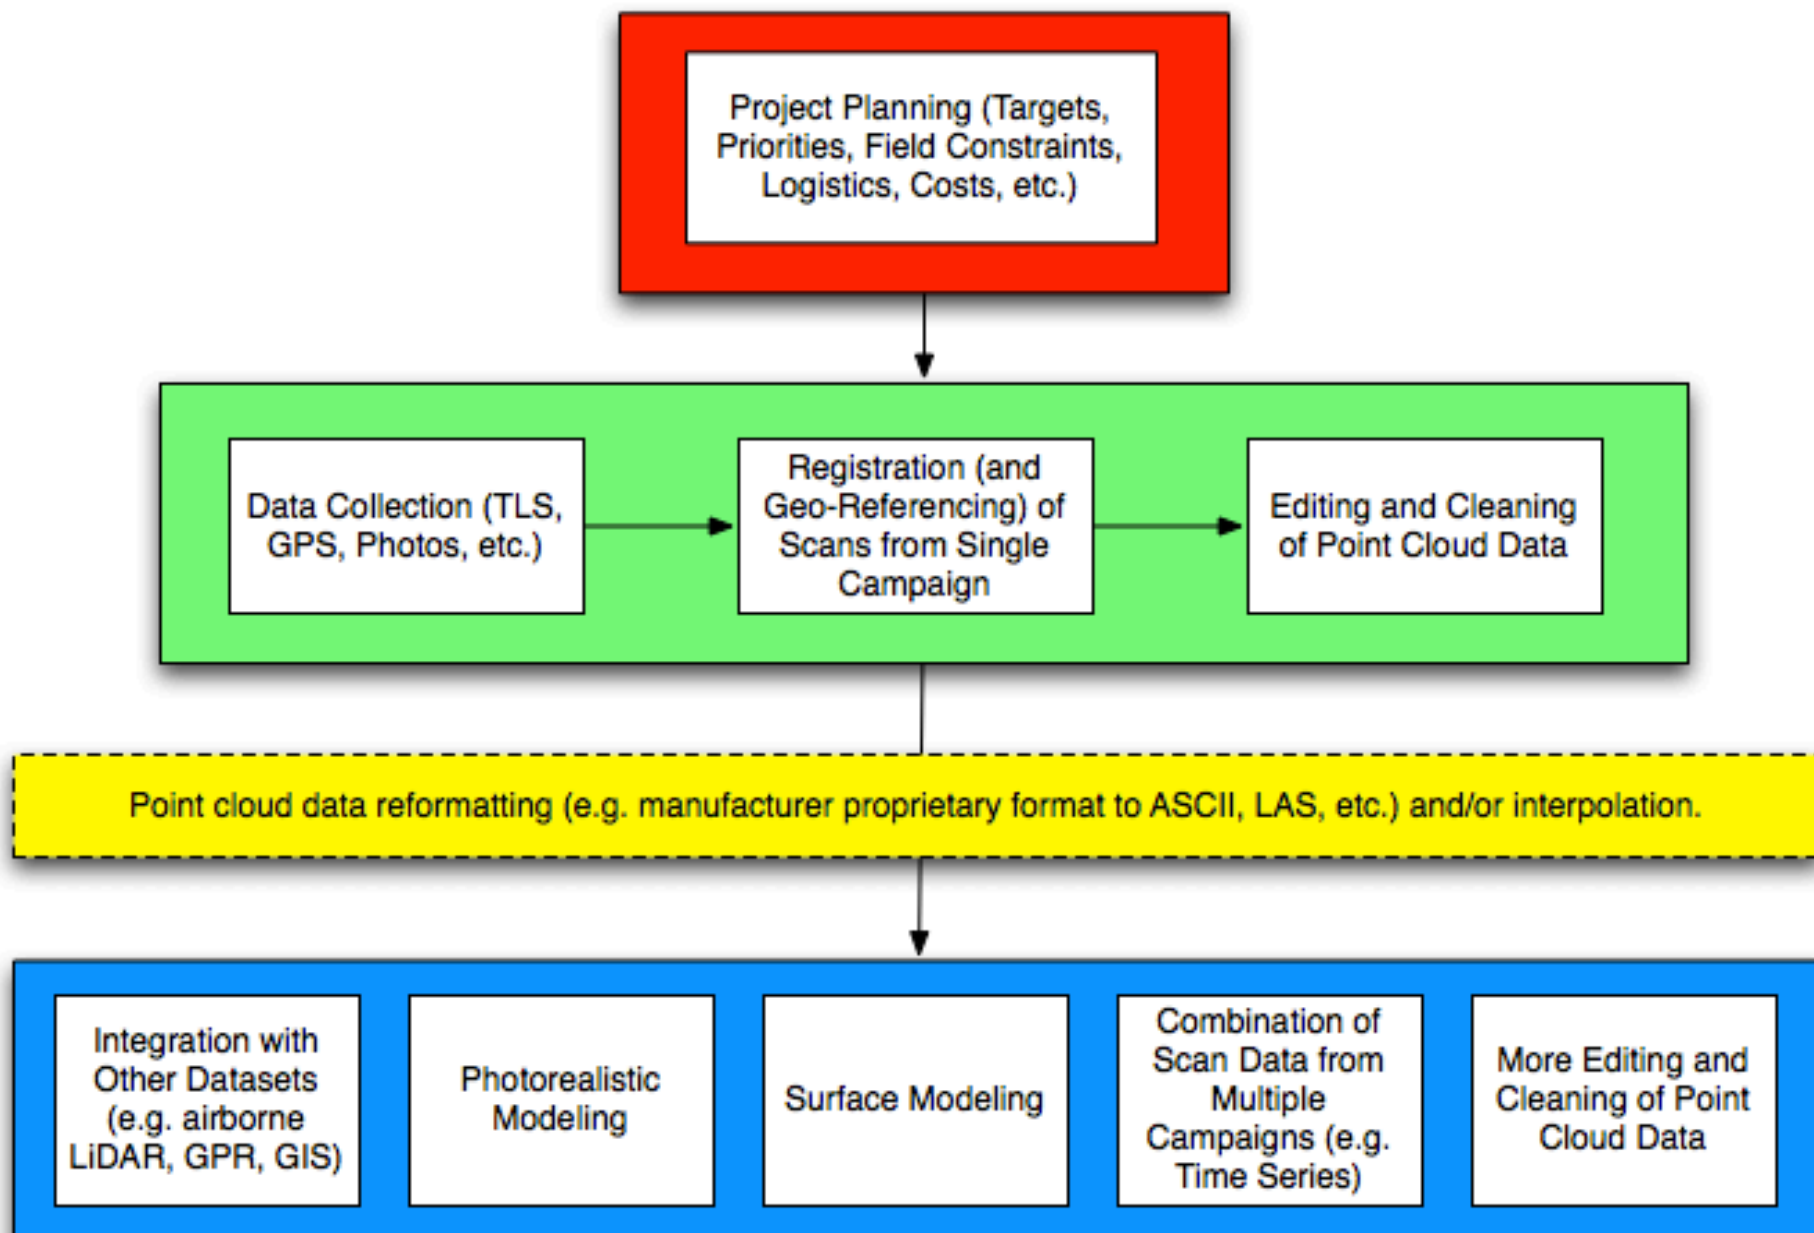 Project Planning (Targets,
Priorities, Field Constraints,
Logistics, Costs, etc.)
Data Collection (TLS,
GPS, Photos, etc.)
Registration (and
Geo-Referencing) of
Scans from Single
Campaign
Editing and Cleaning
of Point Cloud Data
Point cloud data reformatting (e.g. manufacturer proprietary format to ASCII, LAS, etc.) and/or interpolation.
Integration with
Other Datasets
(e.g. airborne
LiDAR, GPR, GIS)
Photorealistic
Modeling
Surface Modeling
Combination of
Scan Data from
Multiple
Campaigns (e.g.
Time Series)
More Editing and
Cleaning of Point
Cloud Data